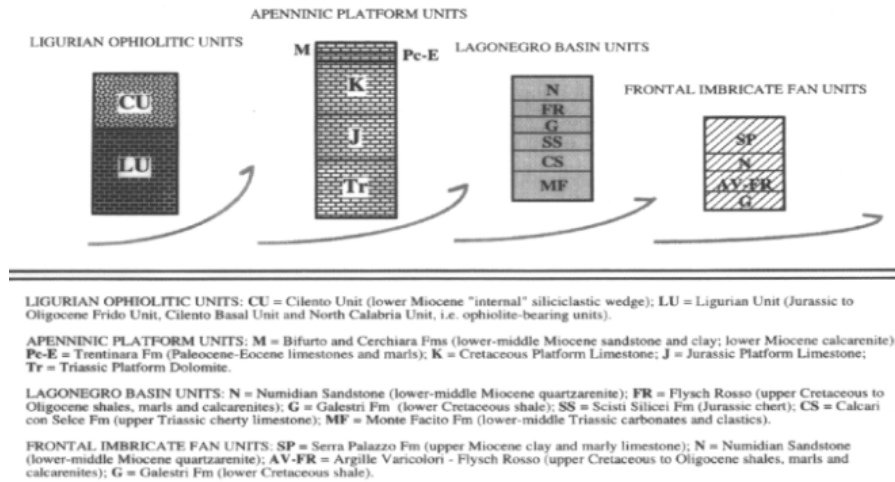 APENNINIC PLATFORM UNITS
LIGURIAN OPHIOLITIC UNITS
LAGONEGRO BASIN UNITS
FRONTAL IMBRICATE FAN UNITS
CU
LU
M
Pc-E
K
J
Tr
N
FR
G
SS
CS
MF
SP
N
AV-FR
G
LIGURIAN OPHIOLITIC UNITS: CU = Cilento Unit (lower Miocene "internal" siliciclastic wedge); LU = Ligurian Unit (Jurassic to
Oligocene Frido Unit, Cilento Basal Unit and North Calabria Unit, i.e. ophiolite-bearing units).
APENNINIC PLATFORM UNITS: M = Bifurto and Cerchiara Fms (lower-middle Miocene sandstone and clay; lower Miocene calcarenite);
Pc-E = Trentinara Fm (Paleocene-Eocene limestones and marls); K = Cretaceous Platform Limestone; J = Jurassic Platform Limestone;
Tr = Triassic Platform Dolomite.
LAGONEGRO BASIN UNITS: N = Numidian Sandstone (lower-middle Miocene quartzarenite); FR = Flysch Rosso (upper Cretaceous to
Oligocene shales, marls and calcarenites); G = Galestri Fm (lower Cretaceous shale); SS = Scisti Silicei Fm (Jurassic chert); CS = Calcari
con Selce Fm (upper Triassic cherty limestone); MF = Monte Facito Fm (lower-middle Triassic carbonates and clastics).
FRONTAL IMBRICATE FAN UNITS: SP = Serra Palazzo Fm (upper Miocene clay and marly limestone); N = Numidian Sandstone
(lower-middle Miocene quartzarenite); AV-FR = Argille Varicolori - Flysch Rosso (upper Cretaceous to Oligocene shales, marls and
calcarenites); G = Galestri Fm (lower Cretaceous shale).